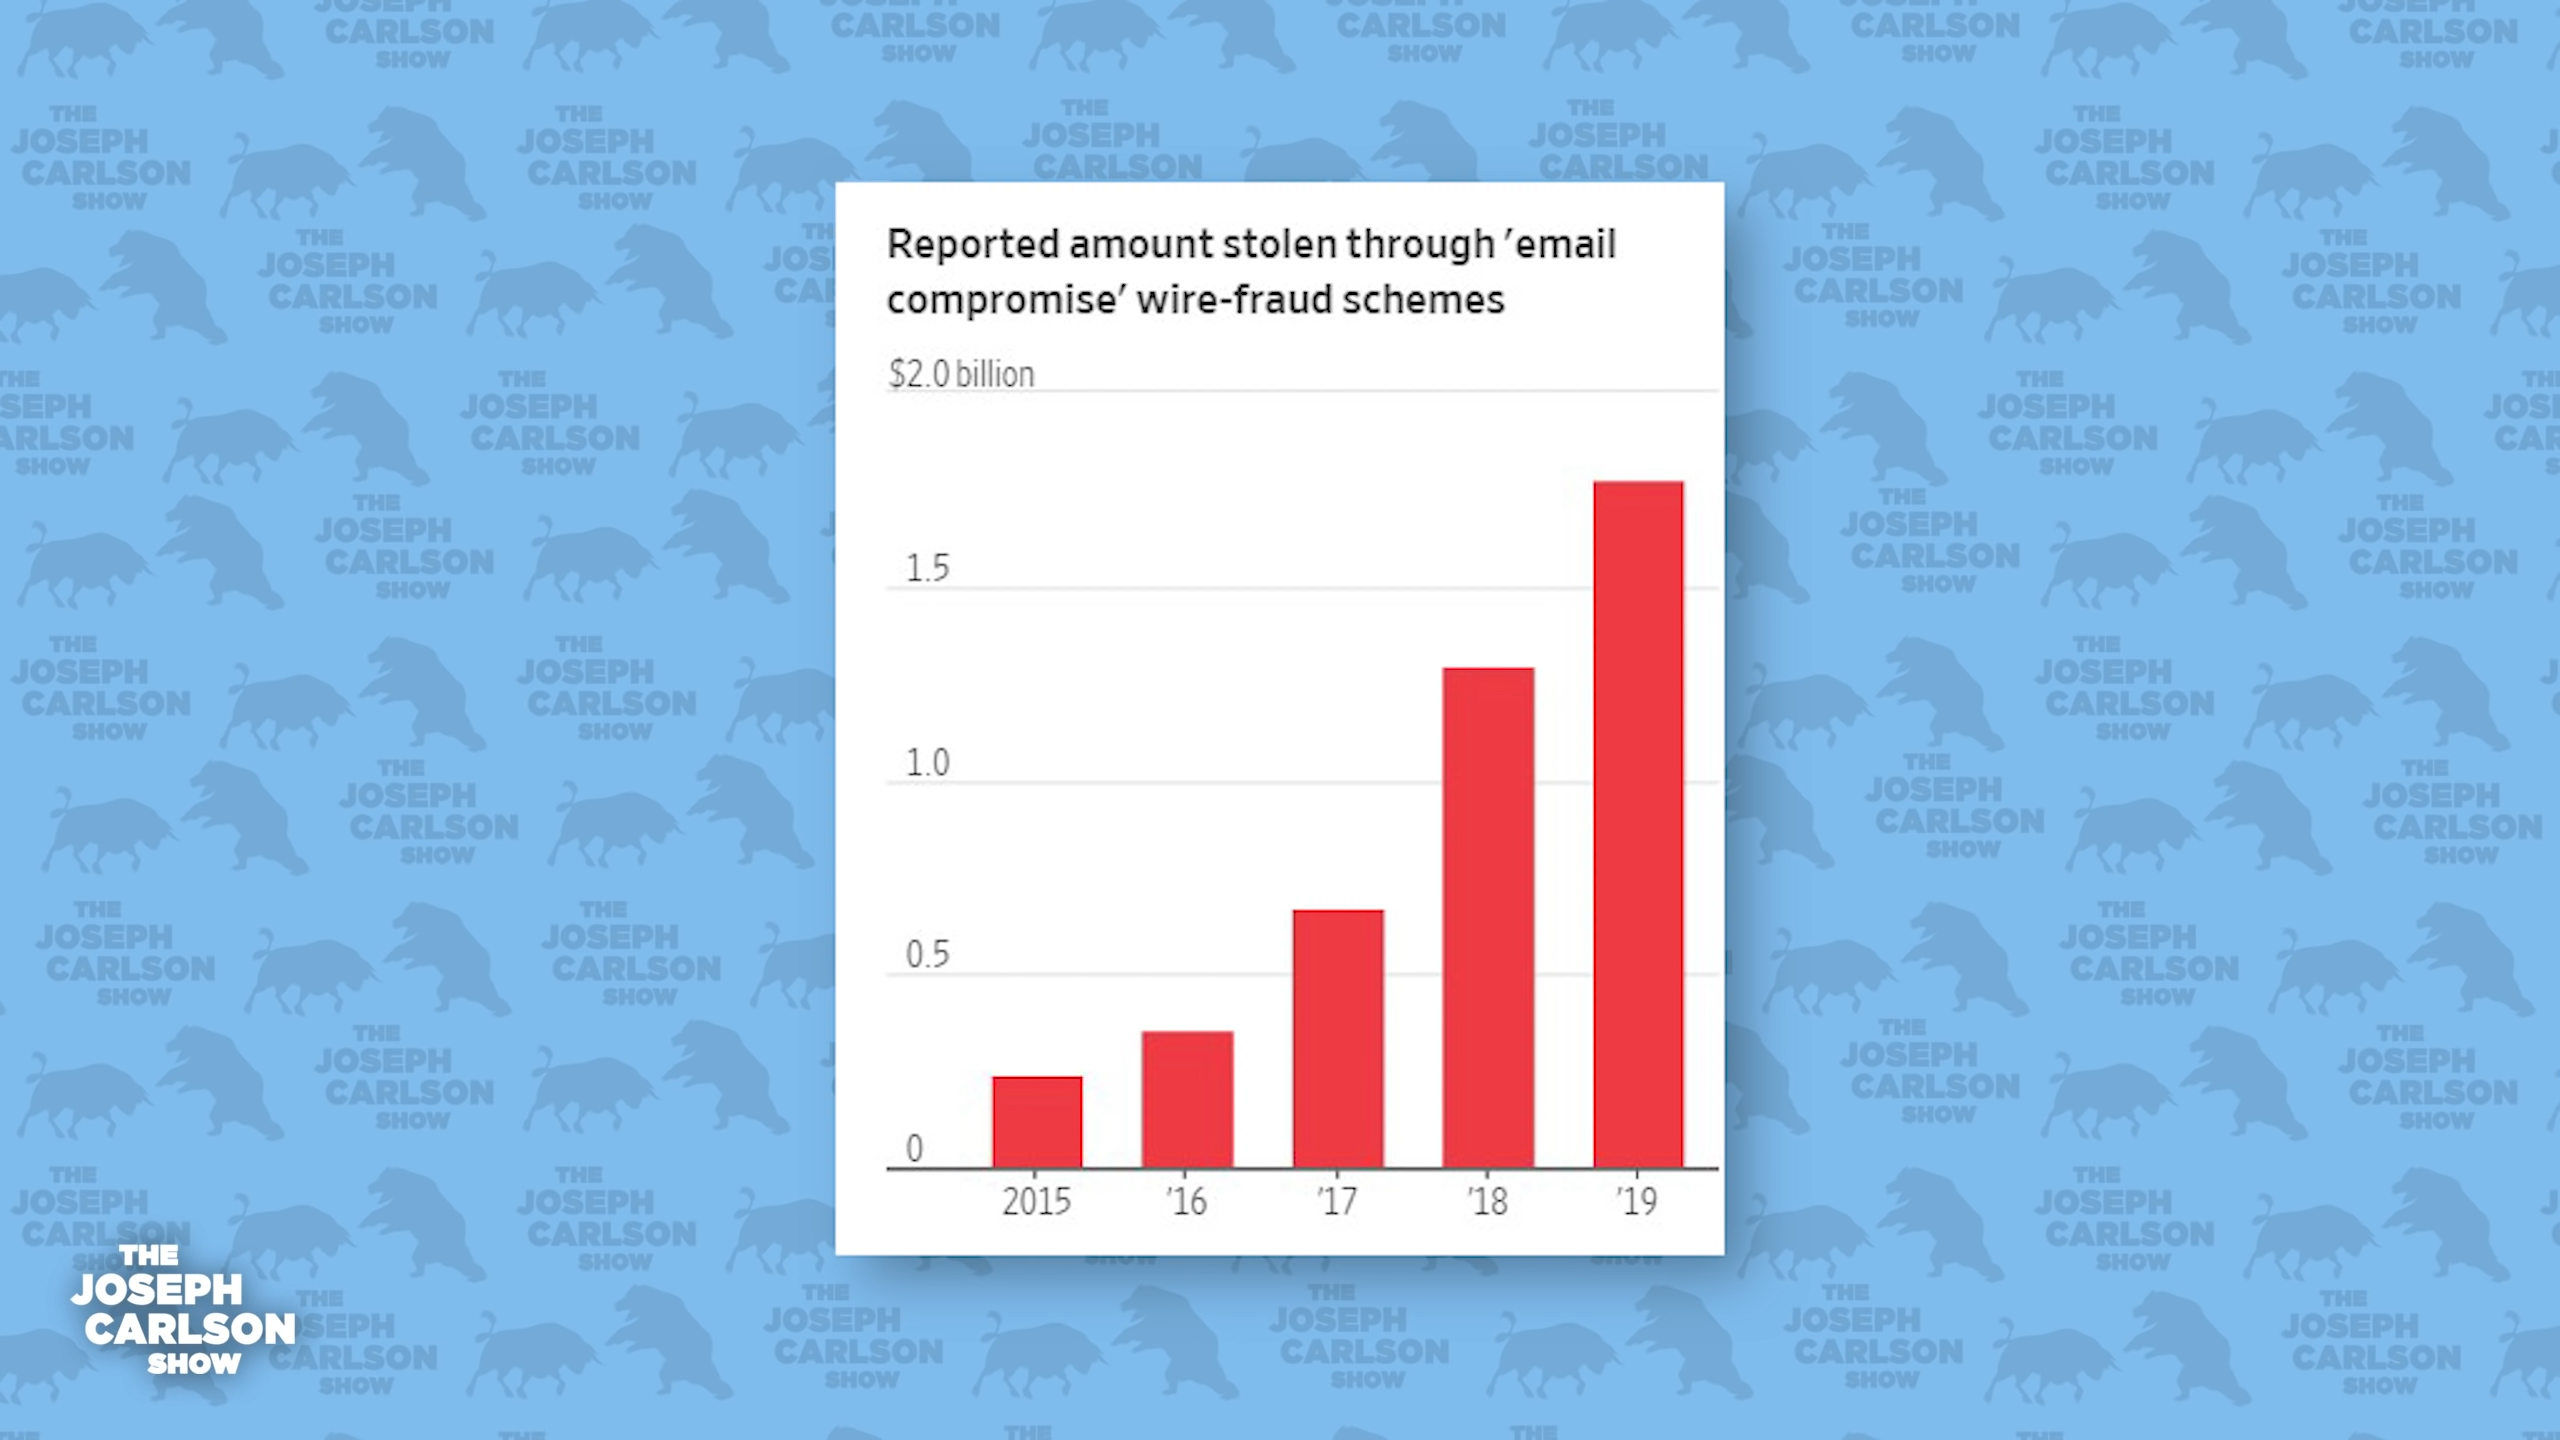 Reported amount stolen through ’email
compromise’ wire-fraud schemes
$2.0 billion
1.5
1.0
0.5
0
2015 ’16 ’17 ’18 ’19
THE
JOSEPH
CARLSON
SHOW